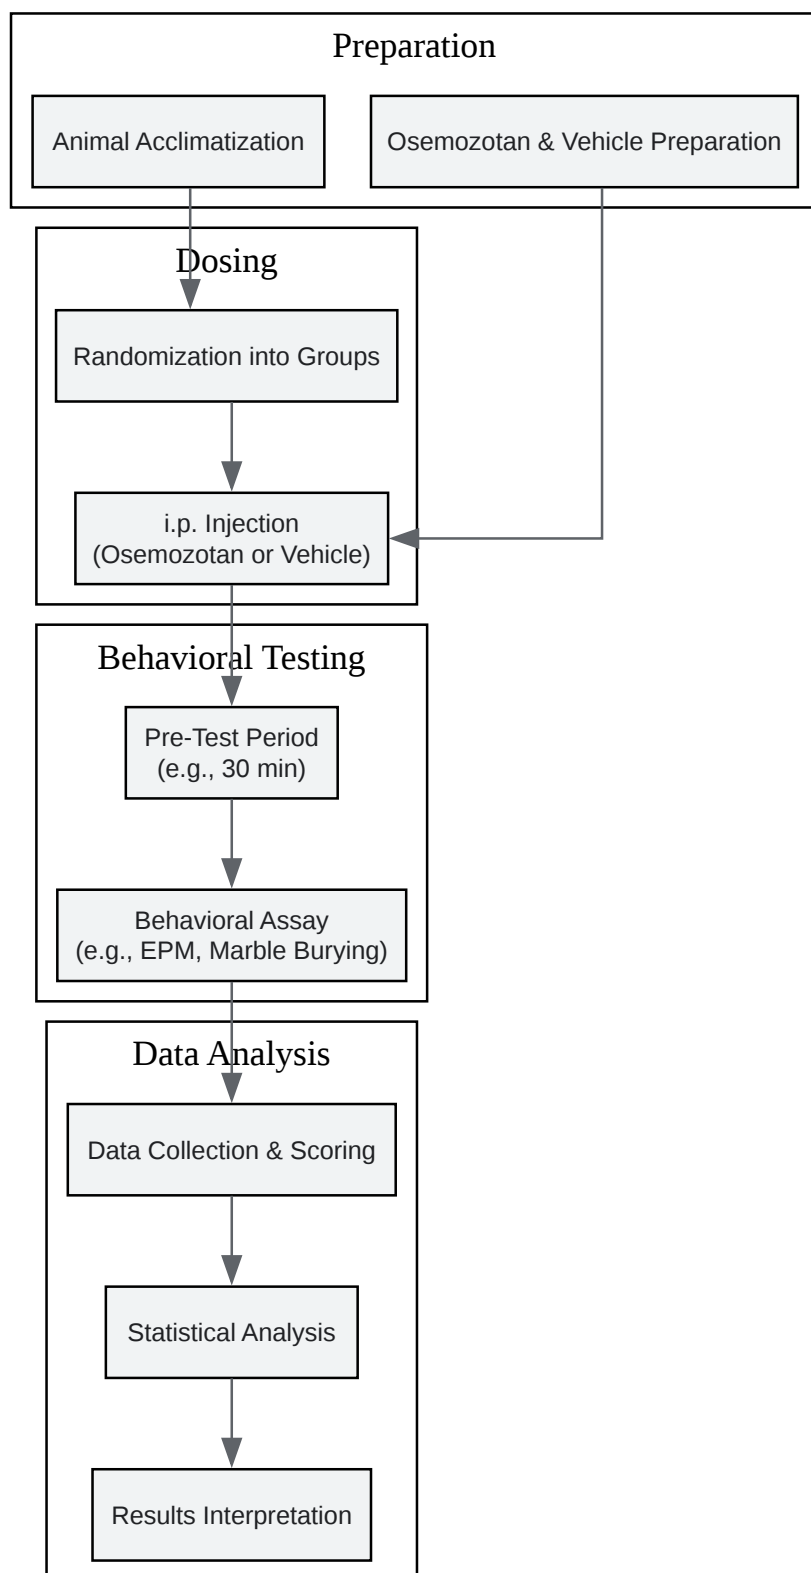 Preparation
Animal Acclimatization
Osemozotan & Vehicle Preparation
Dosing
Randomization into Groups
i.p. Injection
(Osemozotan or Vehicle)
Behavioral Testing
Pre-Test Period
(e.g., 30 min)
Behavioral Assay
(e.g., EPM, Marble Burying)
Data Analysis
Data Collection & Scoring
Statistical Analysis
Results Interpretation